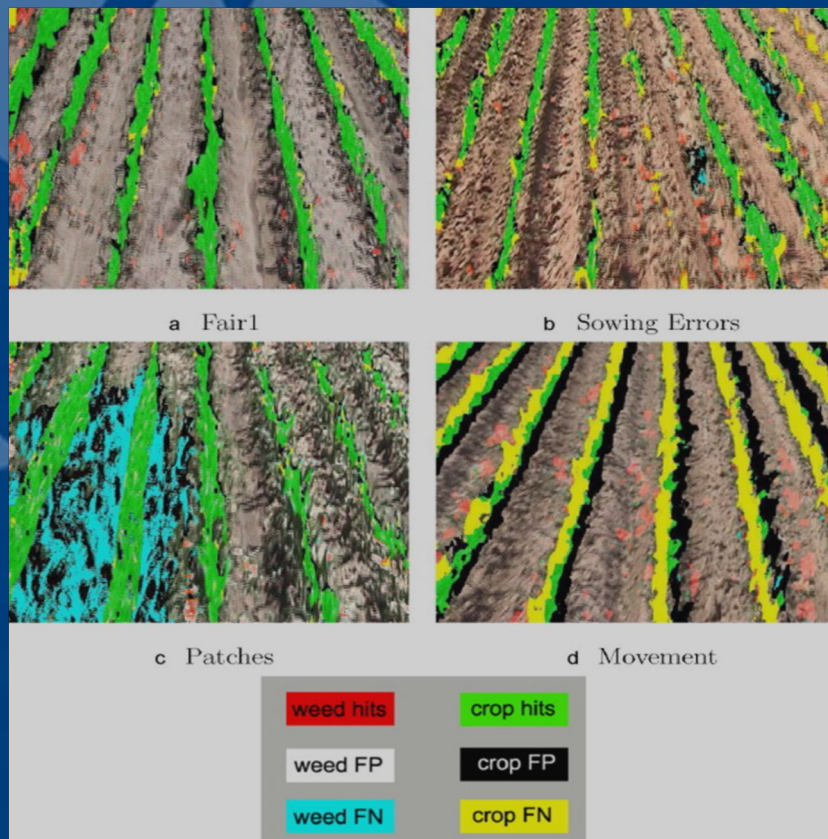 a Fair1
b Sowing Errors
c Patches
d Movement
weed hits
crop hits
weed FP
crop FP
weed FN
crop FN